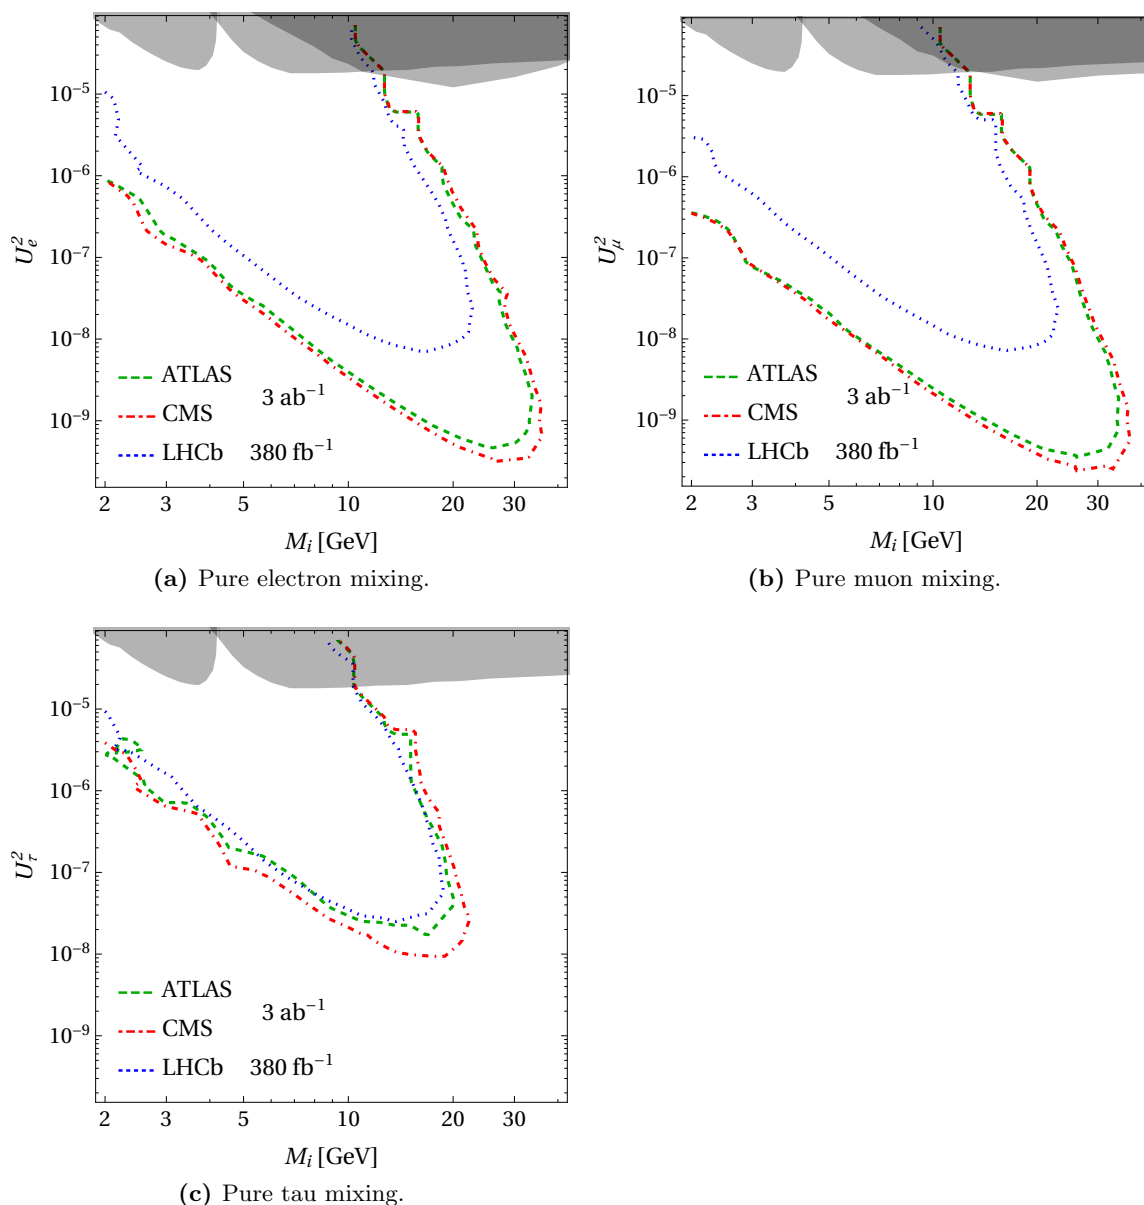 10⁻⁵
10⁻⁶
10⁻⁷
10⁻⁸
10⁻⁹
U²ₑ
ATLAS
3 ab⁻¹
CMS
LHCb 380 fb⁻¹
2 3 5 10 20 30
Mᵢ [GeV]
(a) Pure electron mixing.
10⁻⁵
10⁻⁶
10⁻⁷
10⁻⁸
10⁻⁹
U²_μ
ATLAS
3 ab⁻¹
CMS
LHCb 380 fb⁻¹
2 3 5 10 20 30
Mᵢ [GeV]
(b) Pure muon mixing.
10⁻⁵
10⁻⁶
10⁻⁷
10⁻⁸
10⁻⁹
U²_τ
ATLAS
3 ab⁻¹
CMS
LHCb 380 fb⁻¹
2 3 5 10 20 30
Mᵢ [GeV]
(c) Pure tau mixing.